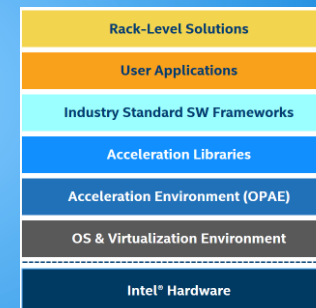 Rack-Level Solutions
User Applications
Industry Standard SW Frameworks
Acceleration Libraries
Acceleration Environment (OPAE)
OS & Virtualization Environment
Intel® Hardware